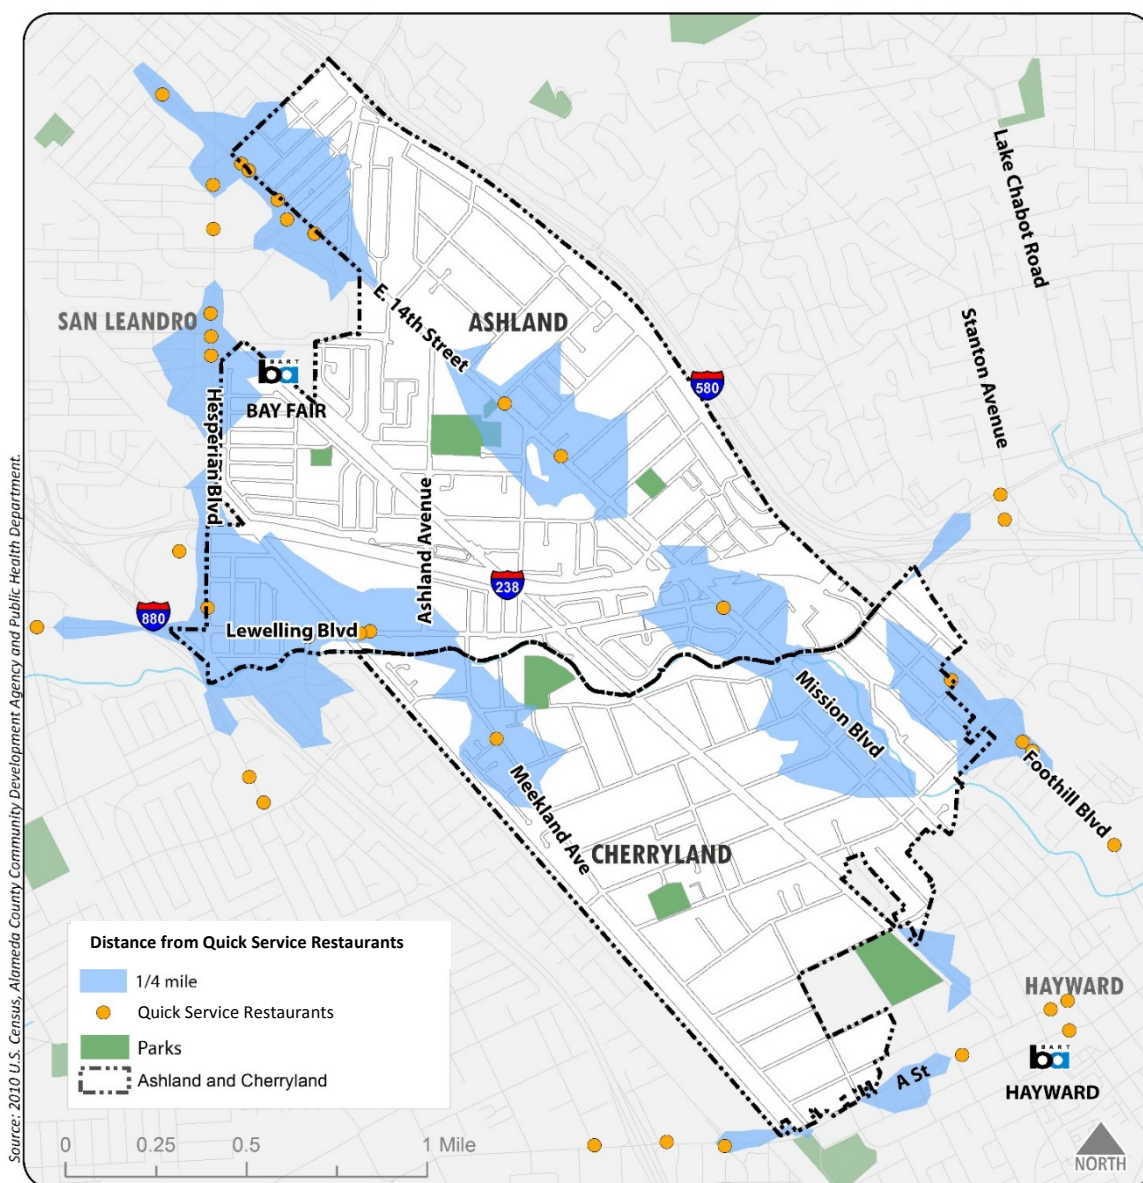 Lake Chabot Road
Stanton Avenue
SAN LEANDRO
E. 14th Street
ASHLAND
580
BART
ba
BAY FAIR
Hesperian Blvd
Ashland Avenue
238
880
Lewelling Blvd
Mission Blvd
Foothill Blvd
Meekland Ave
CHERRYLAND
HAYWARD
BART
ba
HAYWARD
A St
Distance from Quick Service Restaurants
1/4 mile
Quick Service Restaurants
Parks
Ashland and Cherryland
0 0.25 0.5 1 Mile
NORTH
Source: 2010 U.S. Census, Alameda County Community Development Agency and Public Health Department.